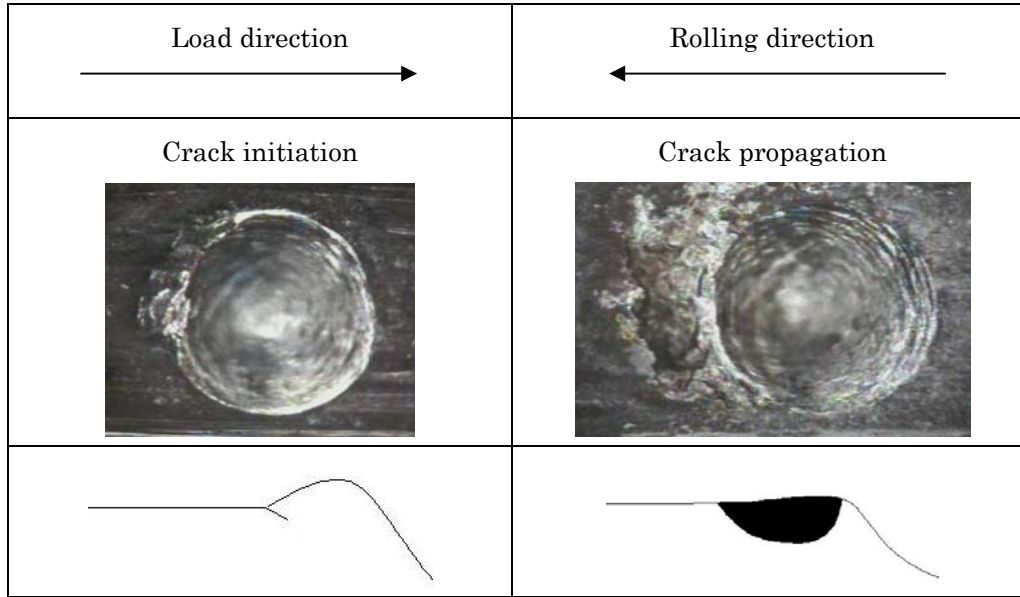 Load direction
Rolling direction
Crack initiation
Crack propagation